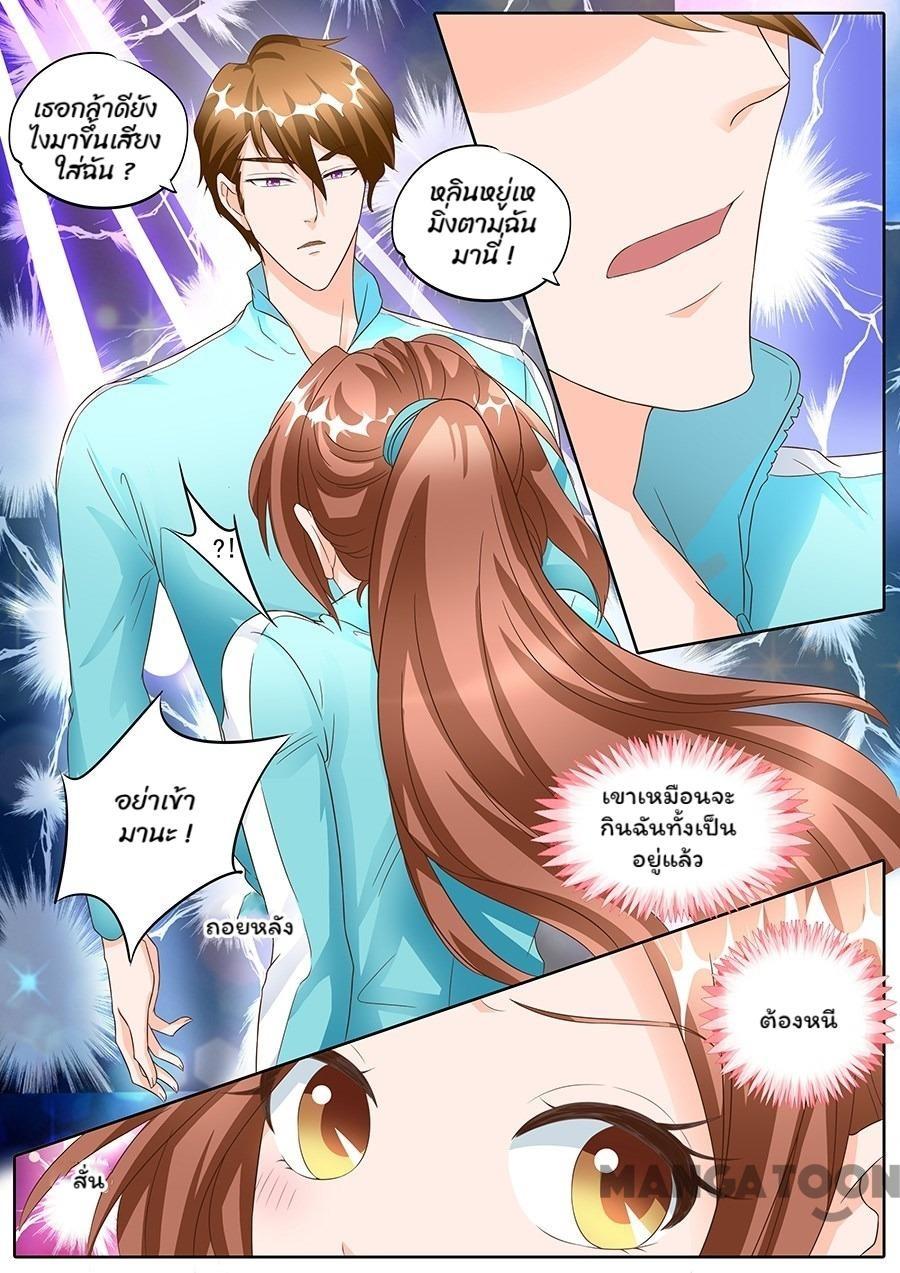 เธอกล้าดียัง
ไงมาขึ้นเสียง
ใส่ฉัน ?
หลินหยู่เห
มิ่งตามฉัน
มานี่ !
?!
อย่าเข้า
มานะ !
เขาเหมือนจะ
กินฉันทั้งเป็น
อยู่แล้ว
ถอยหลัง
ต้องหนี
สั่น
MANGATOON